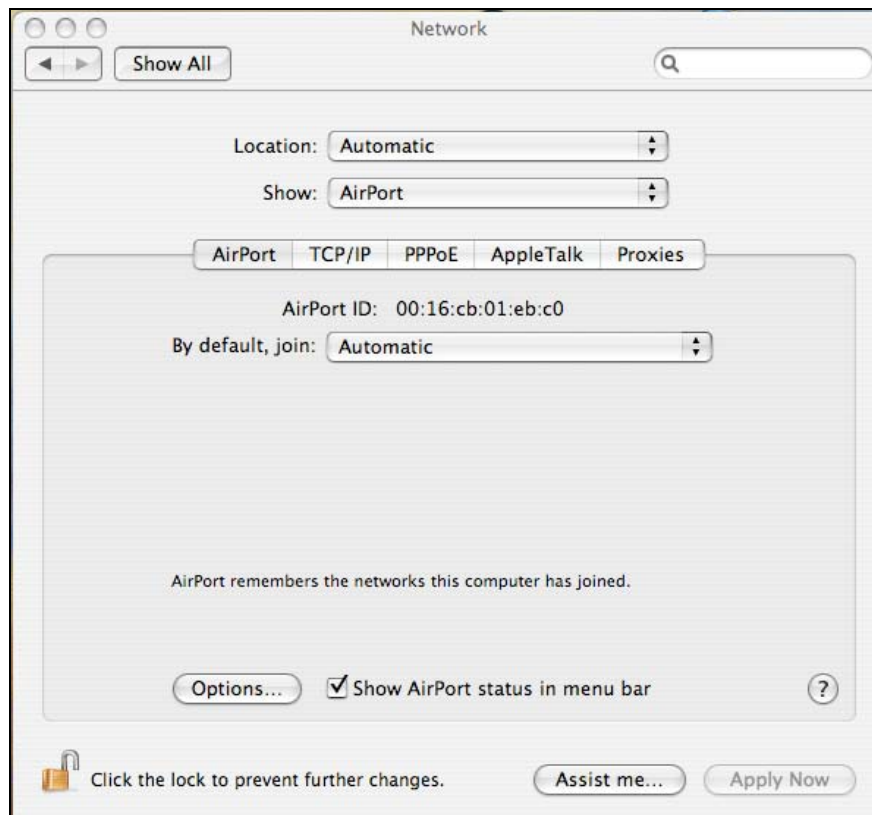 Network
Show All
Location: Automatic
Show: AirPort
AirPort TCP/IP PPPoE AppleTalk Proxies
AirPort ID: 00:16:cb:01:eb:c0
By default, join: Automatic
AirPort remembers the networks this computer has joined.
Options... Show AirPort status in menu bar ?
Click the lock to prevent further changes. Assist me... Apply Now